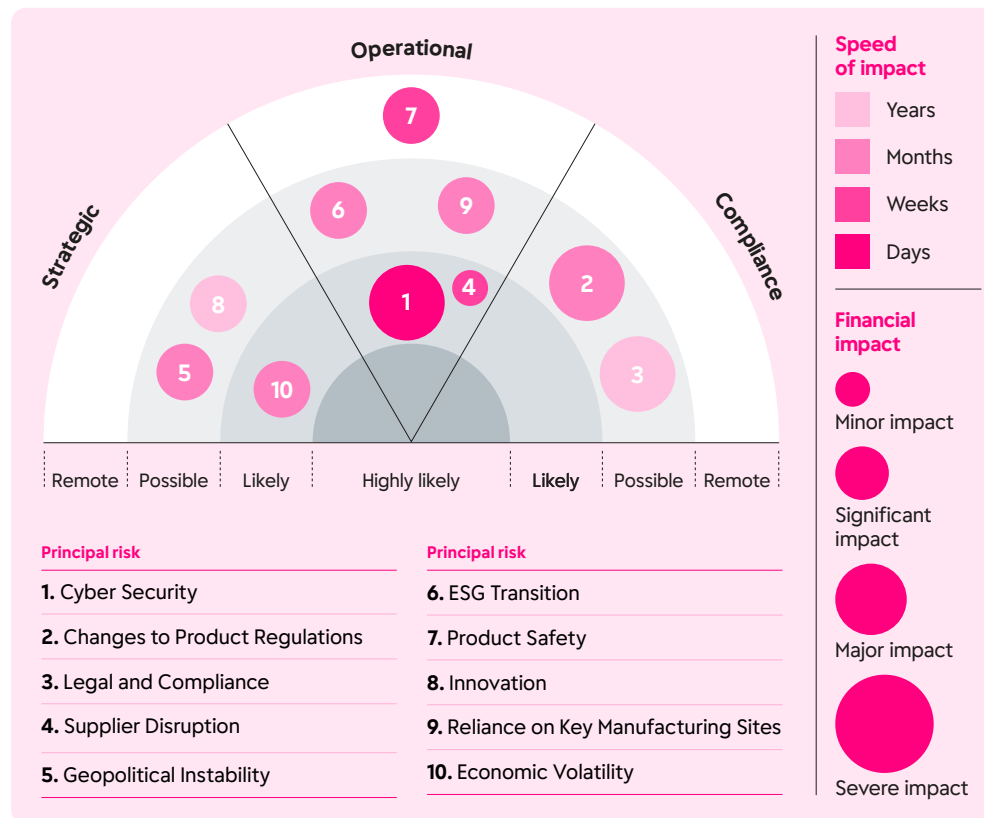 Operational
Strategic
Compliance
7
6
9
8
1
4
2
5
10
3
Remote
Possible
Likely
Highly likely
Likely
Possible
Remote
Speed
of impact
Years
Months
Weeks
Days
Financial
impact
Minor impact
Significant
impact
Major impact
Severe impact
Principal risk
1. Cyber Security
2. Changes to Product Regulations
3. Legal and Compliance
4. Supplier Disruption
5. Geopolitical Instability
Principal risk
6. ESG Transition
7. Product Safety
8. Innovation
9. Reliance on Key Manufacturing Sites
10. Economic Volatility